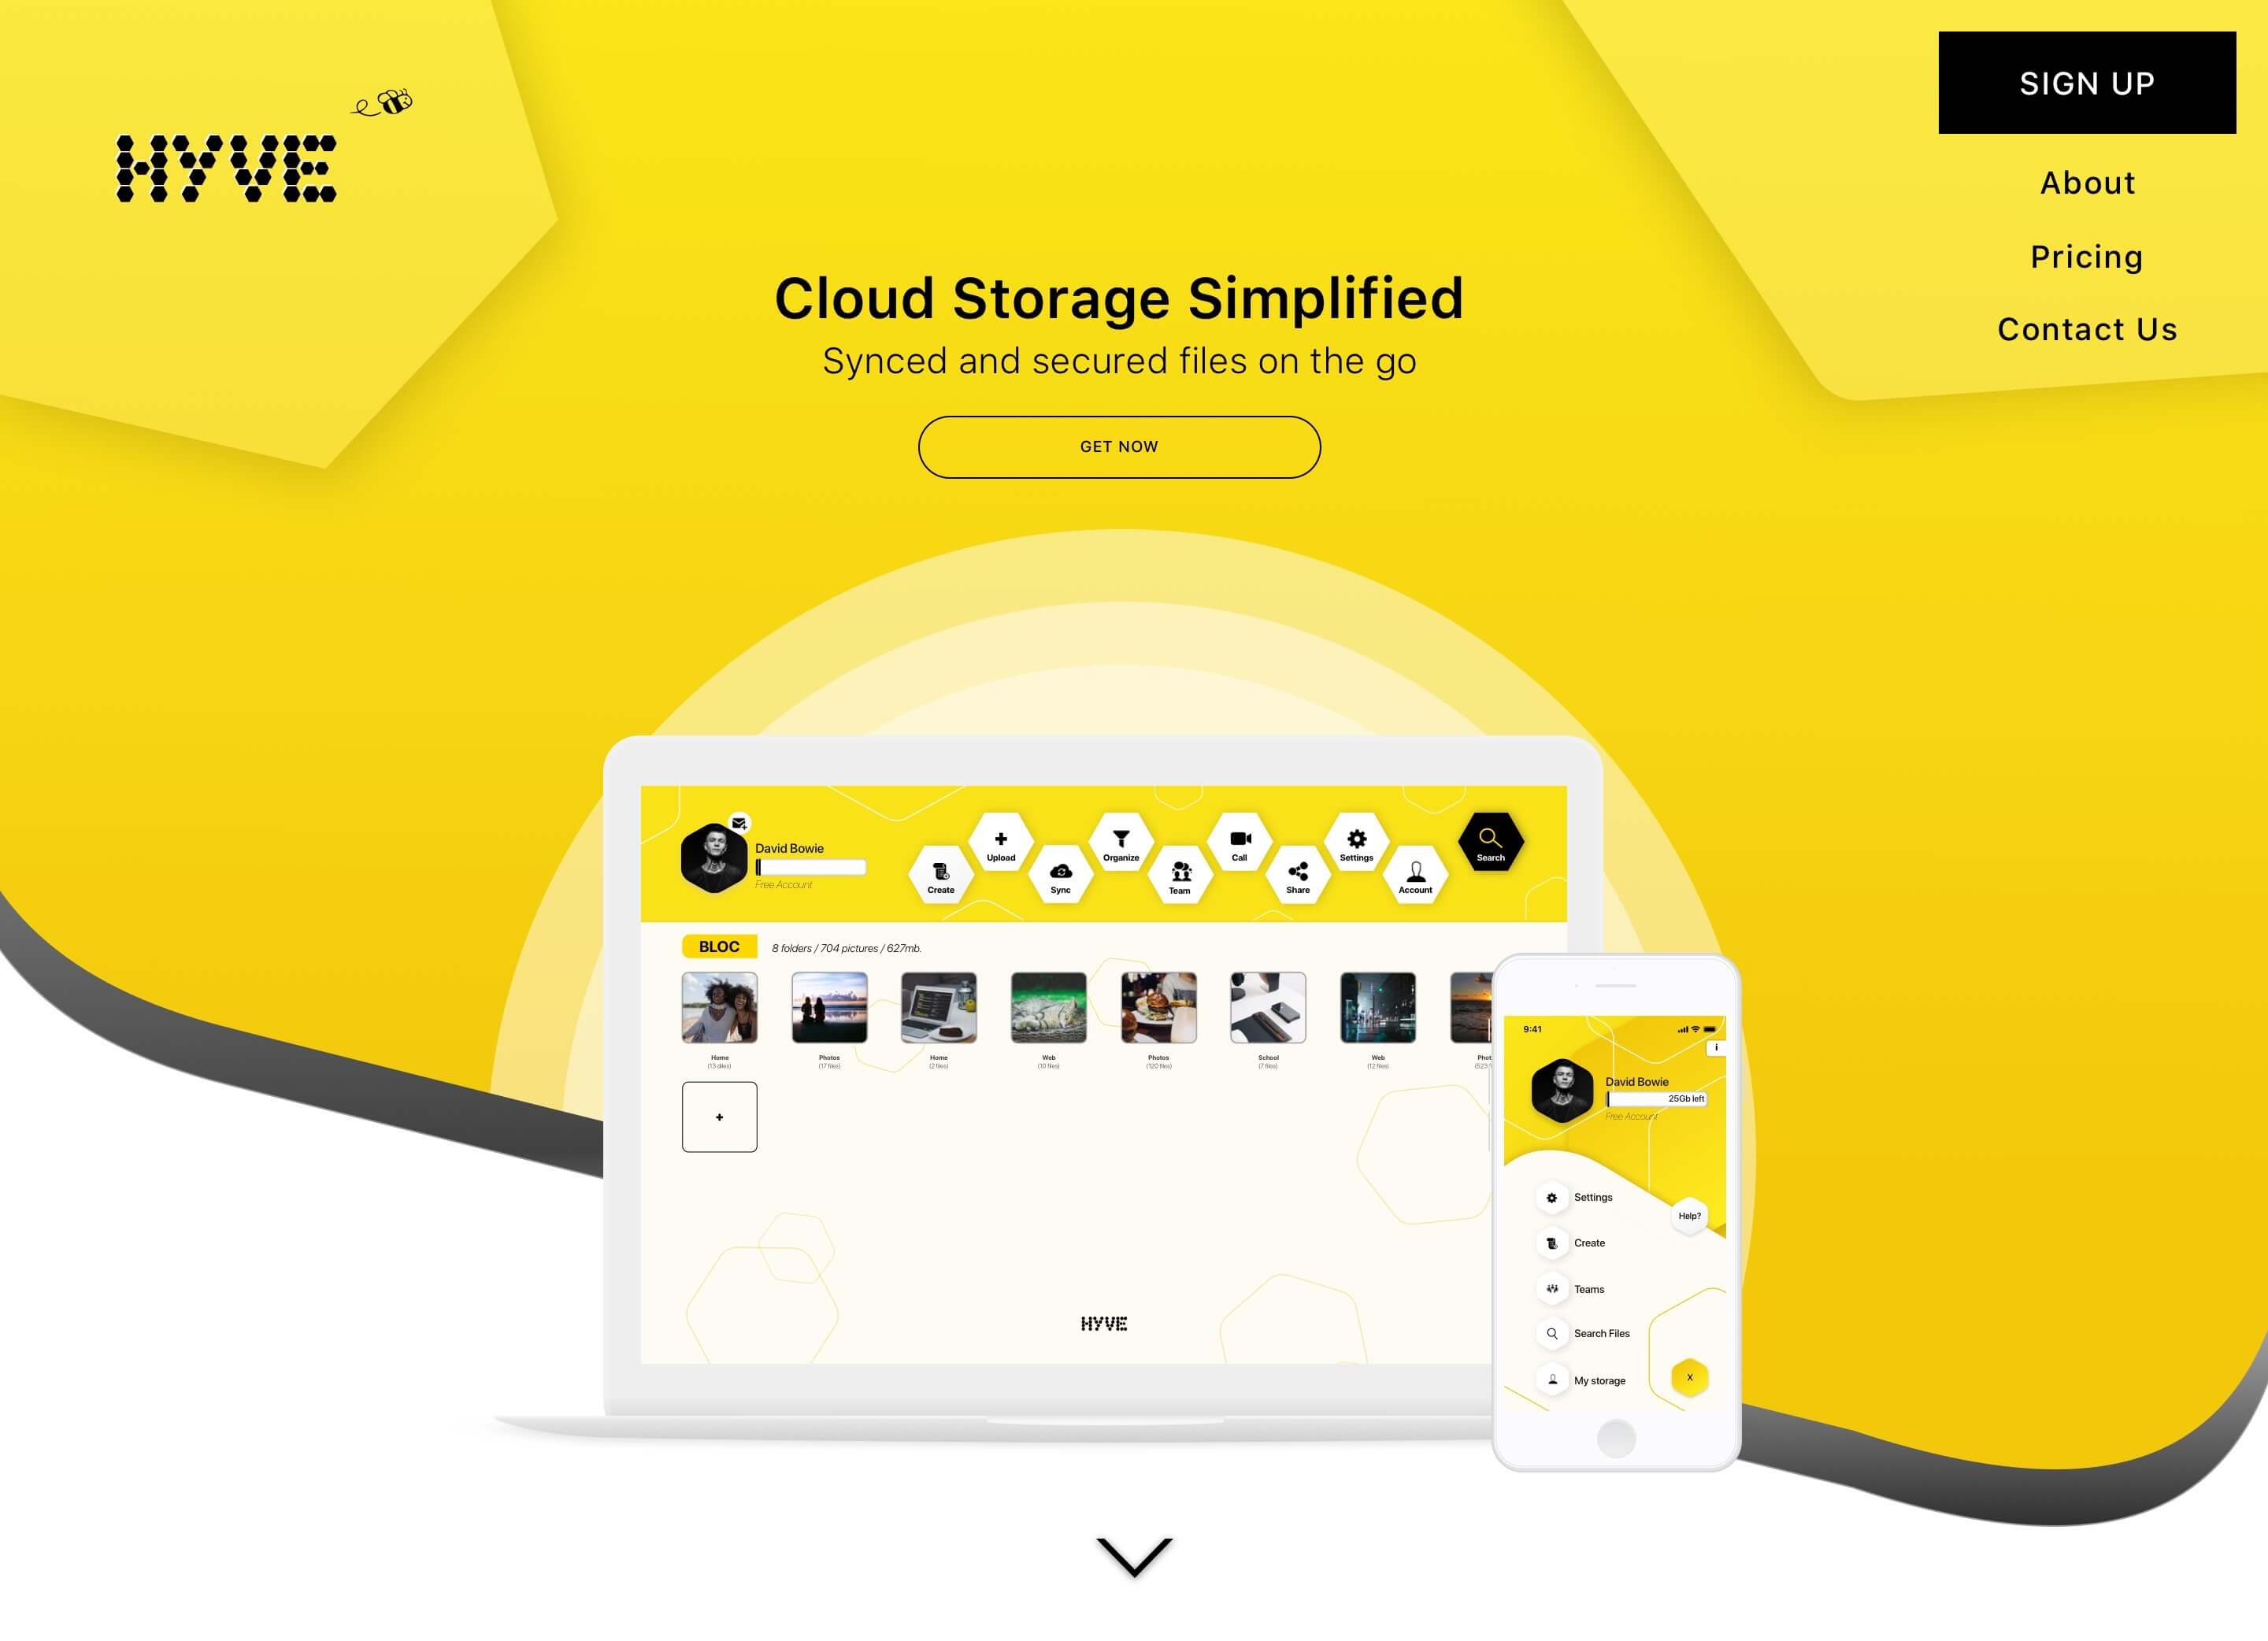 HYVE
SIGN UP
About
Pricing
Contact Us
Cloud Storage Simplified
Synced and secured files on the go
GET NOW
David Bowie
Free Account
Create
Upload
Sync
Organize
Team
Call
Share
Settings
Account
Search
BLOC 8 folders / 704 pictures / 627mb.
Home
Photos
Home
Web
Photos
School
Web
Phot
(17 files)
(2 files)
(10 files)
(120 files)
(7 files)
(12 files)
+
HYVE
9:41
i
David Bowie
25Gb left
Free Account
Help?
Settings
Create
Teams
Search Files
My storage
X